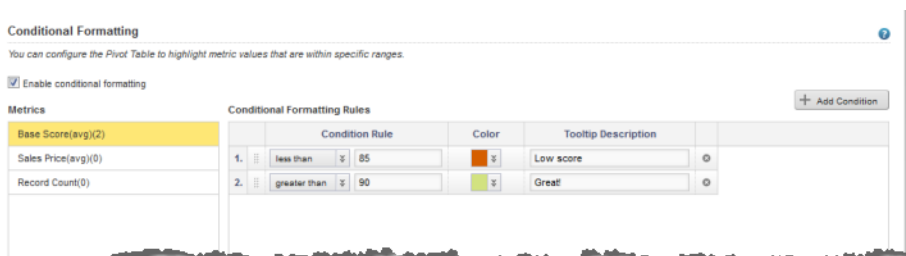 Conditional Formatting
You can configure the Pivot Table to highlight metric values that are within specific ranges.
Enable conditional formatting
+ Add Condition
Metrics
Conditional Formatting Rules
Base Score(avg)(2)
Condition Rule Color Tooltip Description
Sales Price(avg)(0)
1. less than 85 Low score
Record Count(0)
2. greater than 90 Great!